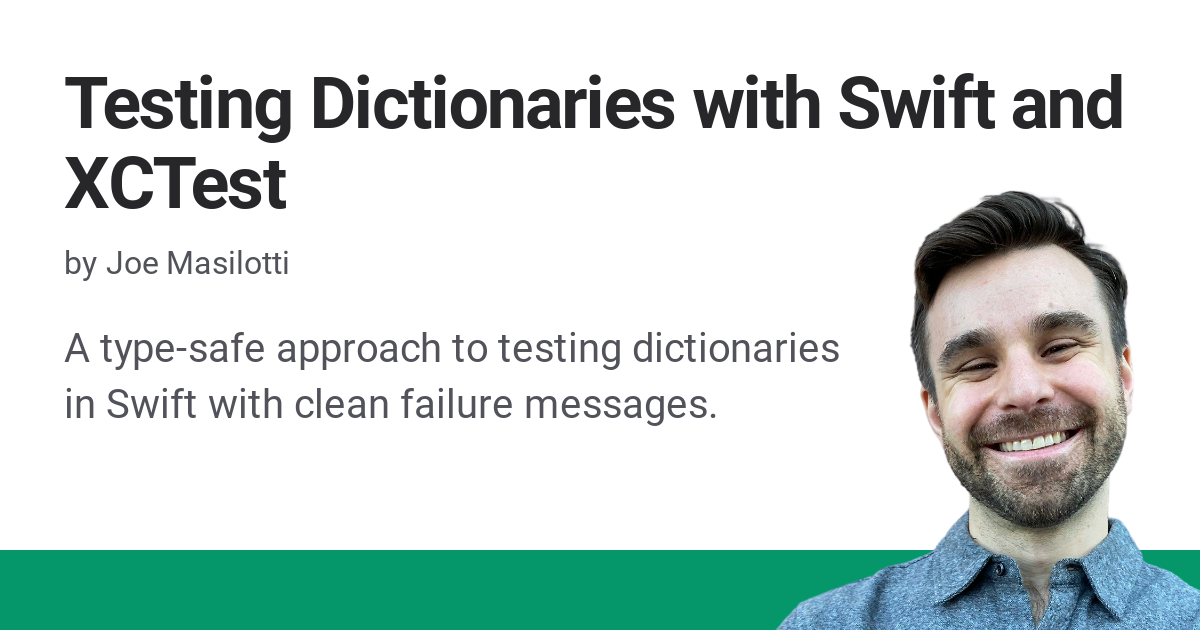 Testing Dictionaries with Swift and
XCTest
by Joe Masilotti
A type-safe approach to testing dictionaries
in Swift with clean failure messages.